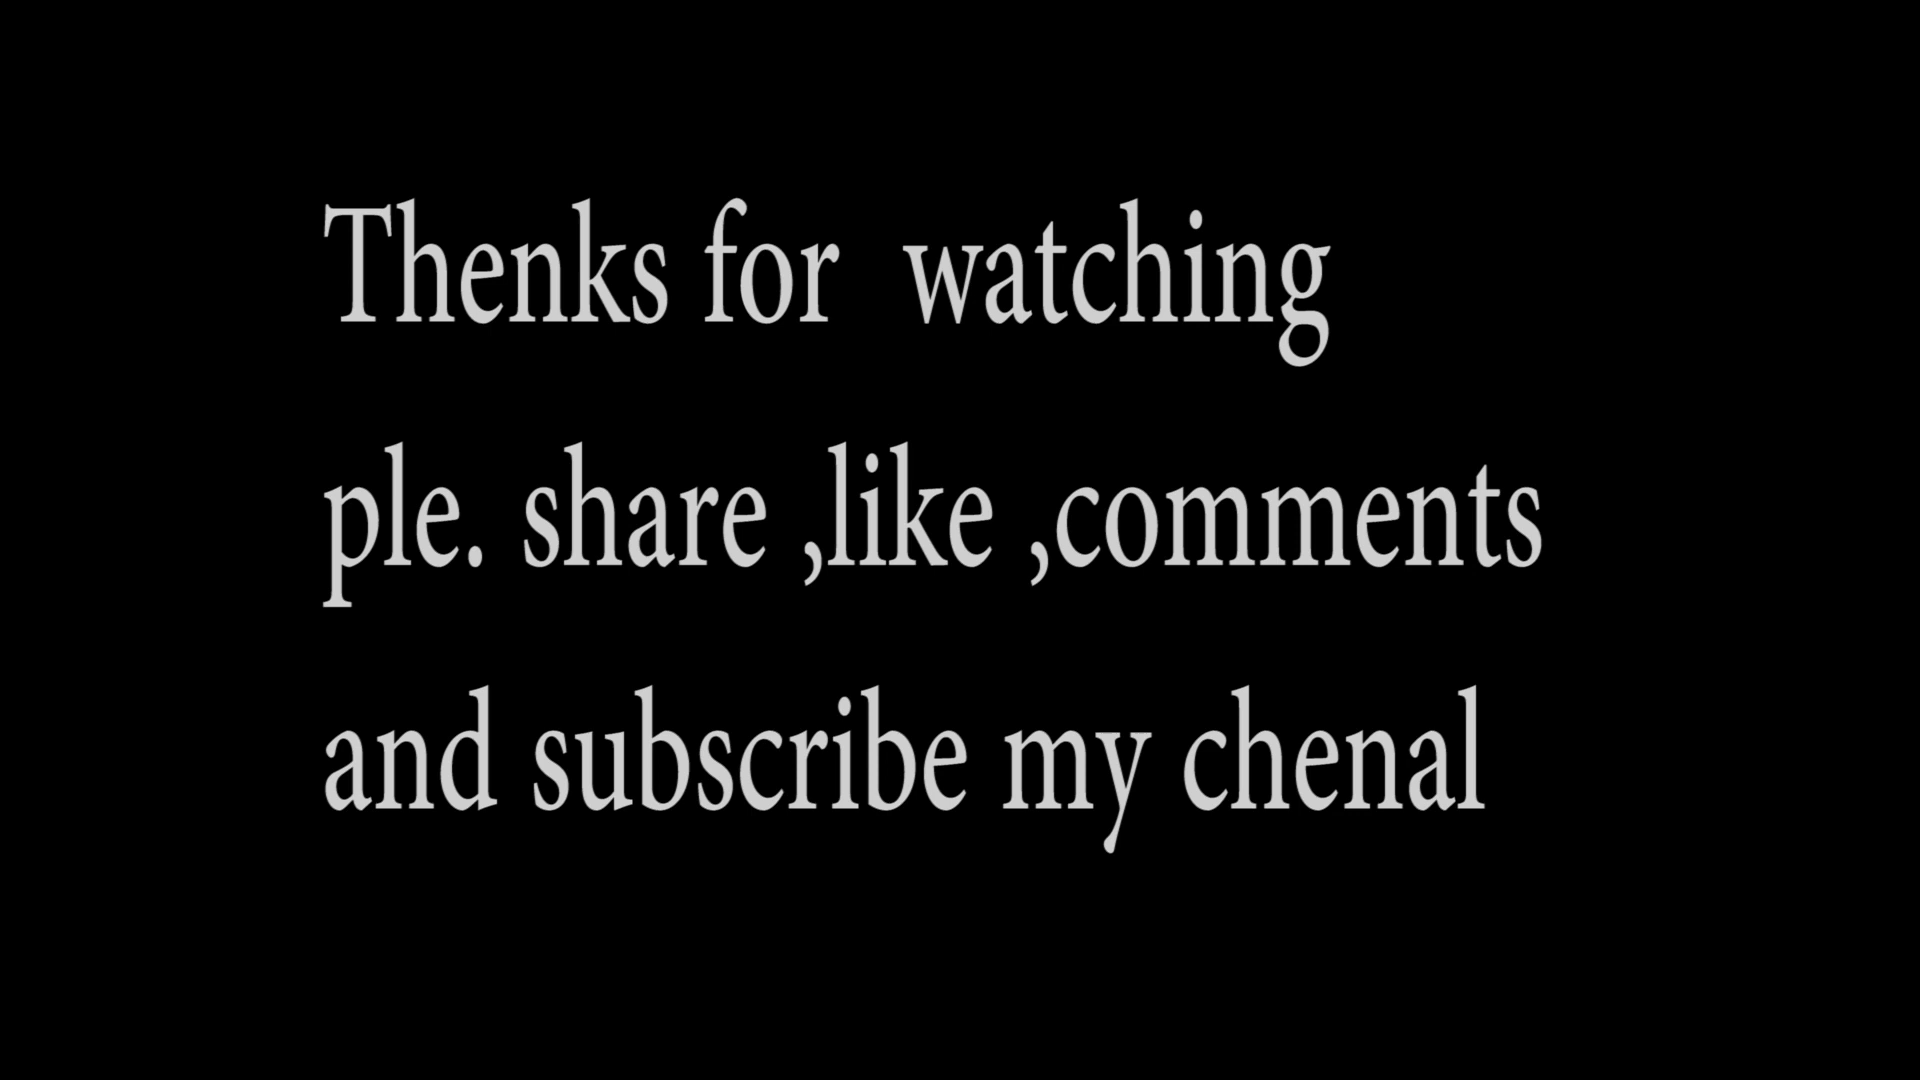 Thenks for  watching
ple. share ,like ,comments
and subscribe my chenal